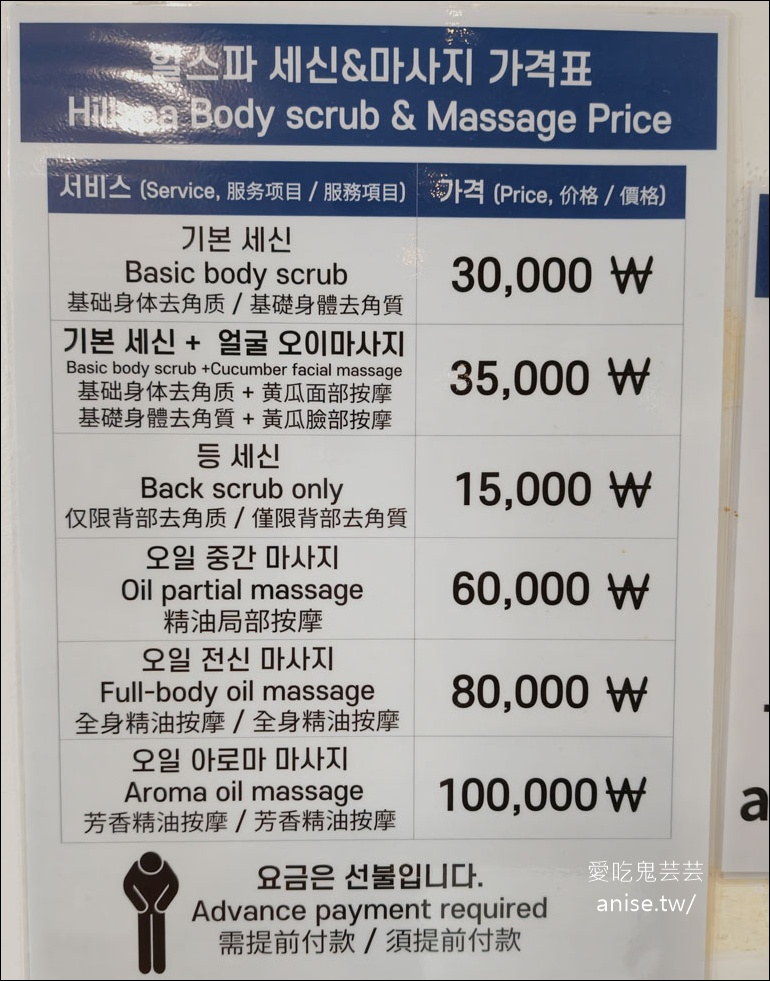 힐스파 세신&마사지 가격표
Hillspa Body scrub & Massage Price
서비스 (Service, 服务项目 / 服務項目)
가격 (Price, 价格 / 價格)
기본 세신
Basic body scrub
基础身体去角质 / 基礎身體去角質
30,000 ₩
기본 세신 + 얼굴 오이마사지
Basic body scrub +Cucumber facial massage
基础身体去角质 + 黄瓜面部按摩
基礎身體去角質 + 黃瓜臉部按摩
35,000 ₩
등 세신
Back scrub only
仅限背部去角质 / 僅限背部去角質
15,000 ₩
오일 중간 마사지
Oil partial massage
精油局部按摩
60,000 ₩
오일 전신 마사지
Full-body oil massage
全身精油按摩 / 全身精油按摩
80,000 ₩
오일 아로마 마사지
Aroma oil massage
芳香精油按摩 / 芳香精油按摩
100,000 ₩
요금은 선불입니다.
Advance payment required
需提前付款 / 須提前付款
愛吃鬼芸芸
anise.tw/